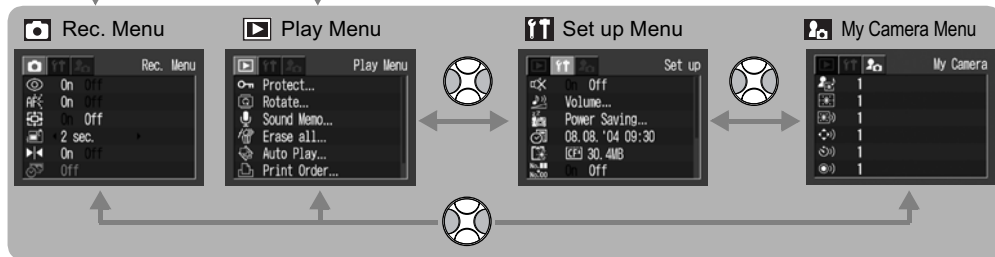 Rec. Menu
Play Menu
Set up Menu
My Camera Menu
Rec. Menu
On Off
AF On Off
On Off
2 sec.
On Off
Off
Play Menu
Protect...
Rotate...
Sound Memo...
Erase all...
Auto Play...
Print Order...
Set up
On Off
Volume...
Power Saving...
08.08.'04 09:30
CF 30.4MB
On Off
My Camera
1
1
1
1
1
1